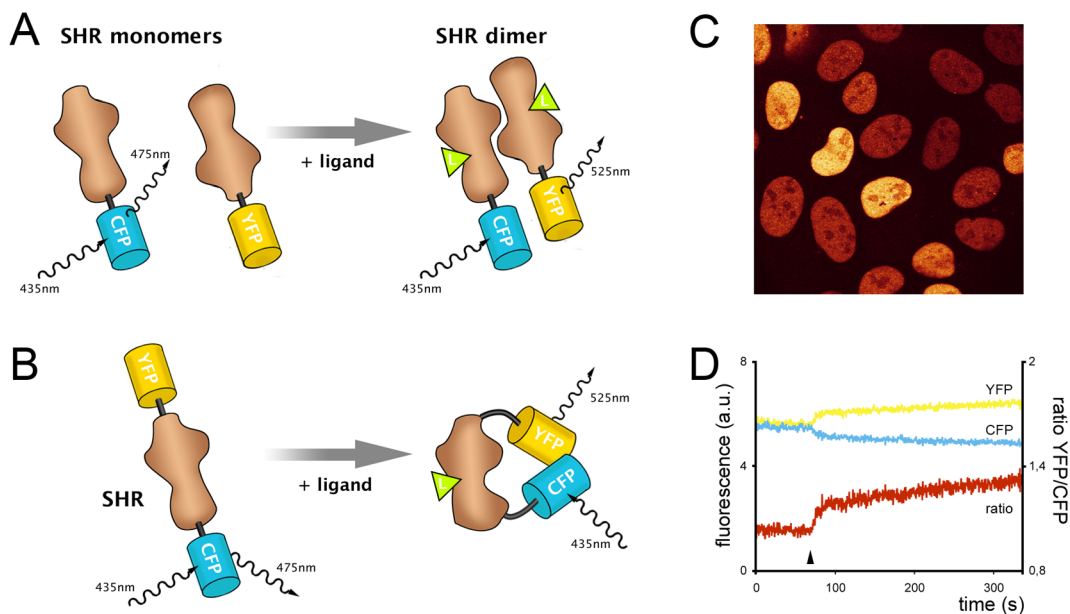 A
SHR monomers
SHR dimer
L
L
475nm
+ ligand
525nm
CFP
YFP
CFP
YFP
435nm
435nm
B
YFP
525nm
YFP
SHR
+ ligand
L
CFP
CFP
435nm
475nm
435nm
C
D
8
2
YFP
CFP
fluorescence (a.u.)
4
1,4
ratio YFP/CFP
ratio
0
0,8
0
100
200
300
time (s)